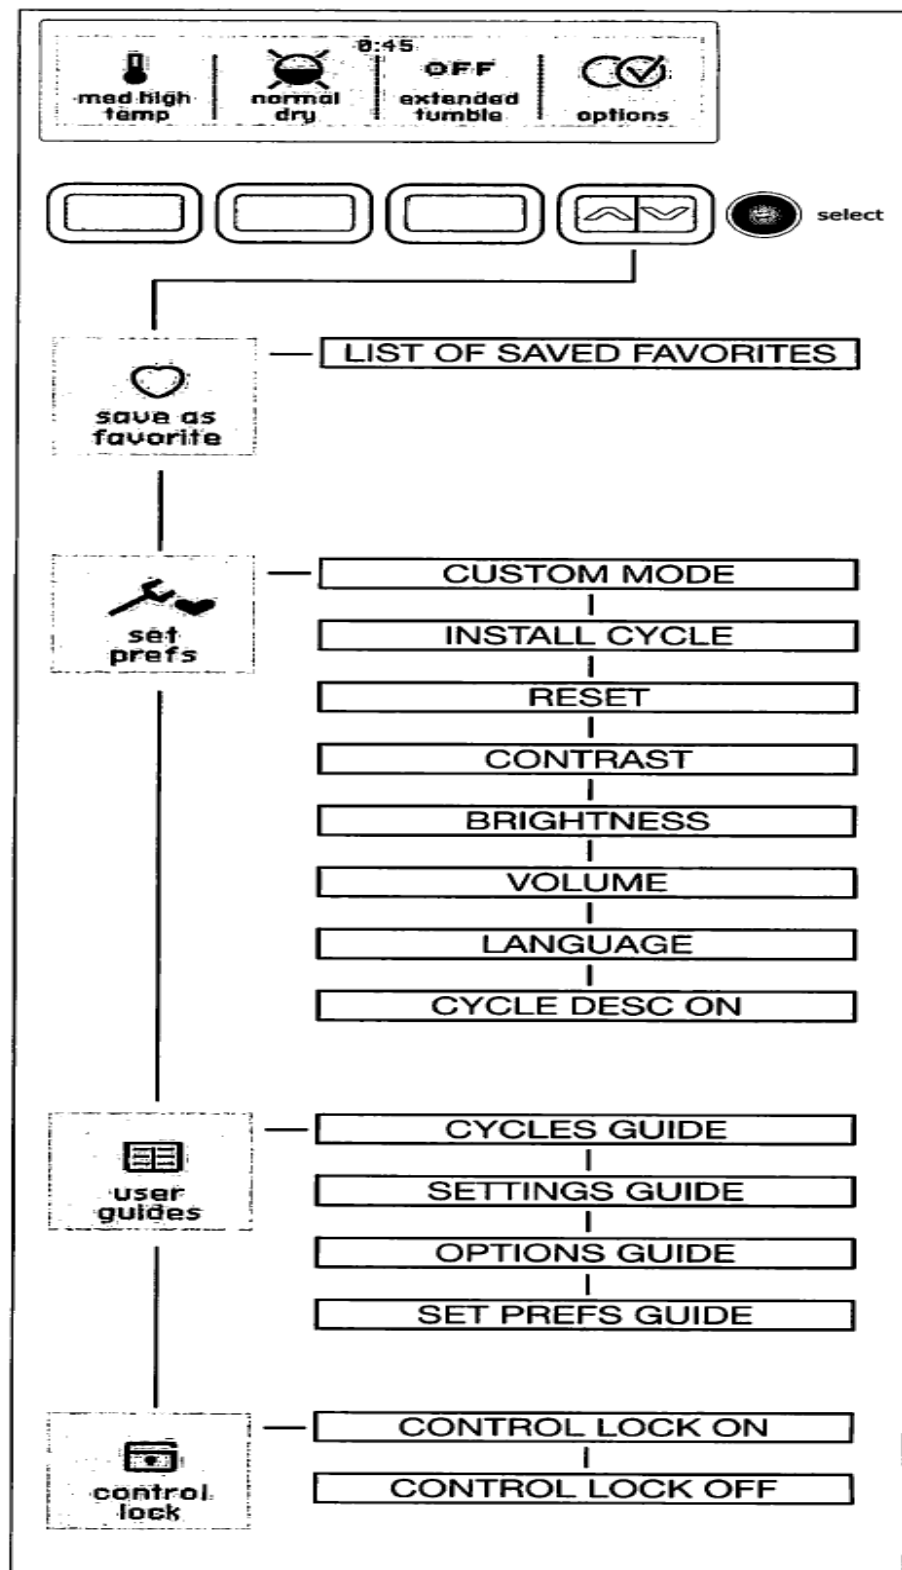 0:45
med high
temp
normal
dry
OFF
extended
tumble
options
select
save as
favorite
LIST OF SAVED FAVORITES
set
prefs
CUSTOM MODE
INSTALL CYCLE
RESET
CONTRAST
BRIGHTNESS
VOLUME
LANGUAGE
CYCLE DESC ON
user
guides
CYCLES GUIDE
SETTINGS GUIDE
OPTIONS GUIDE
SET PREFS GUIDE
control
lock
CONTROL LOCK ON
CONTROL LOCK OFF